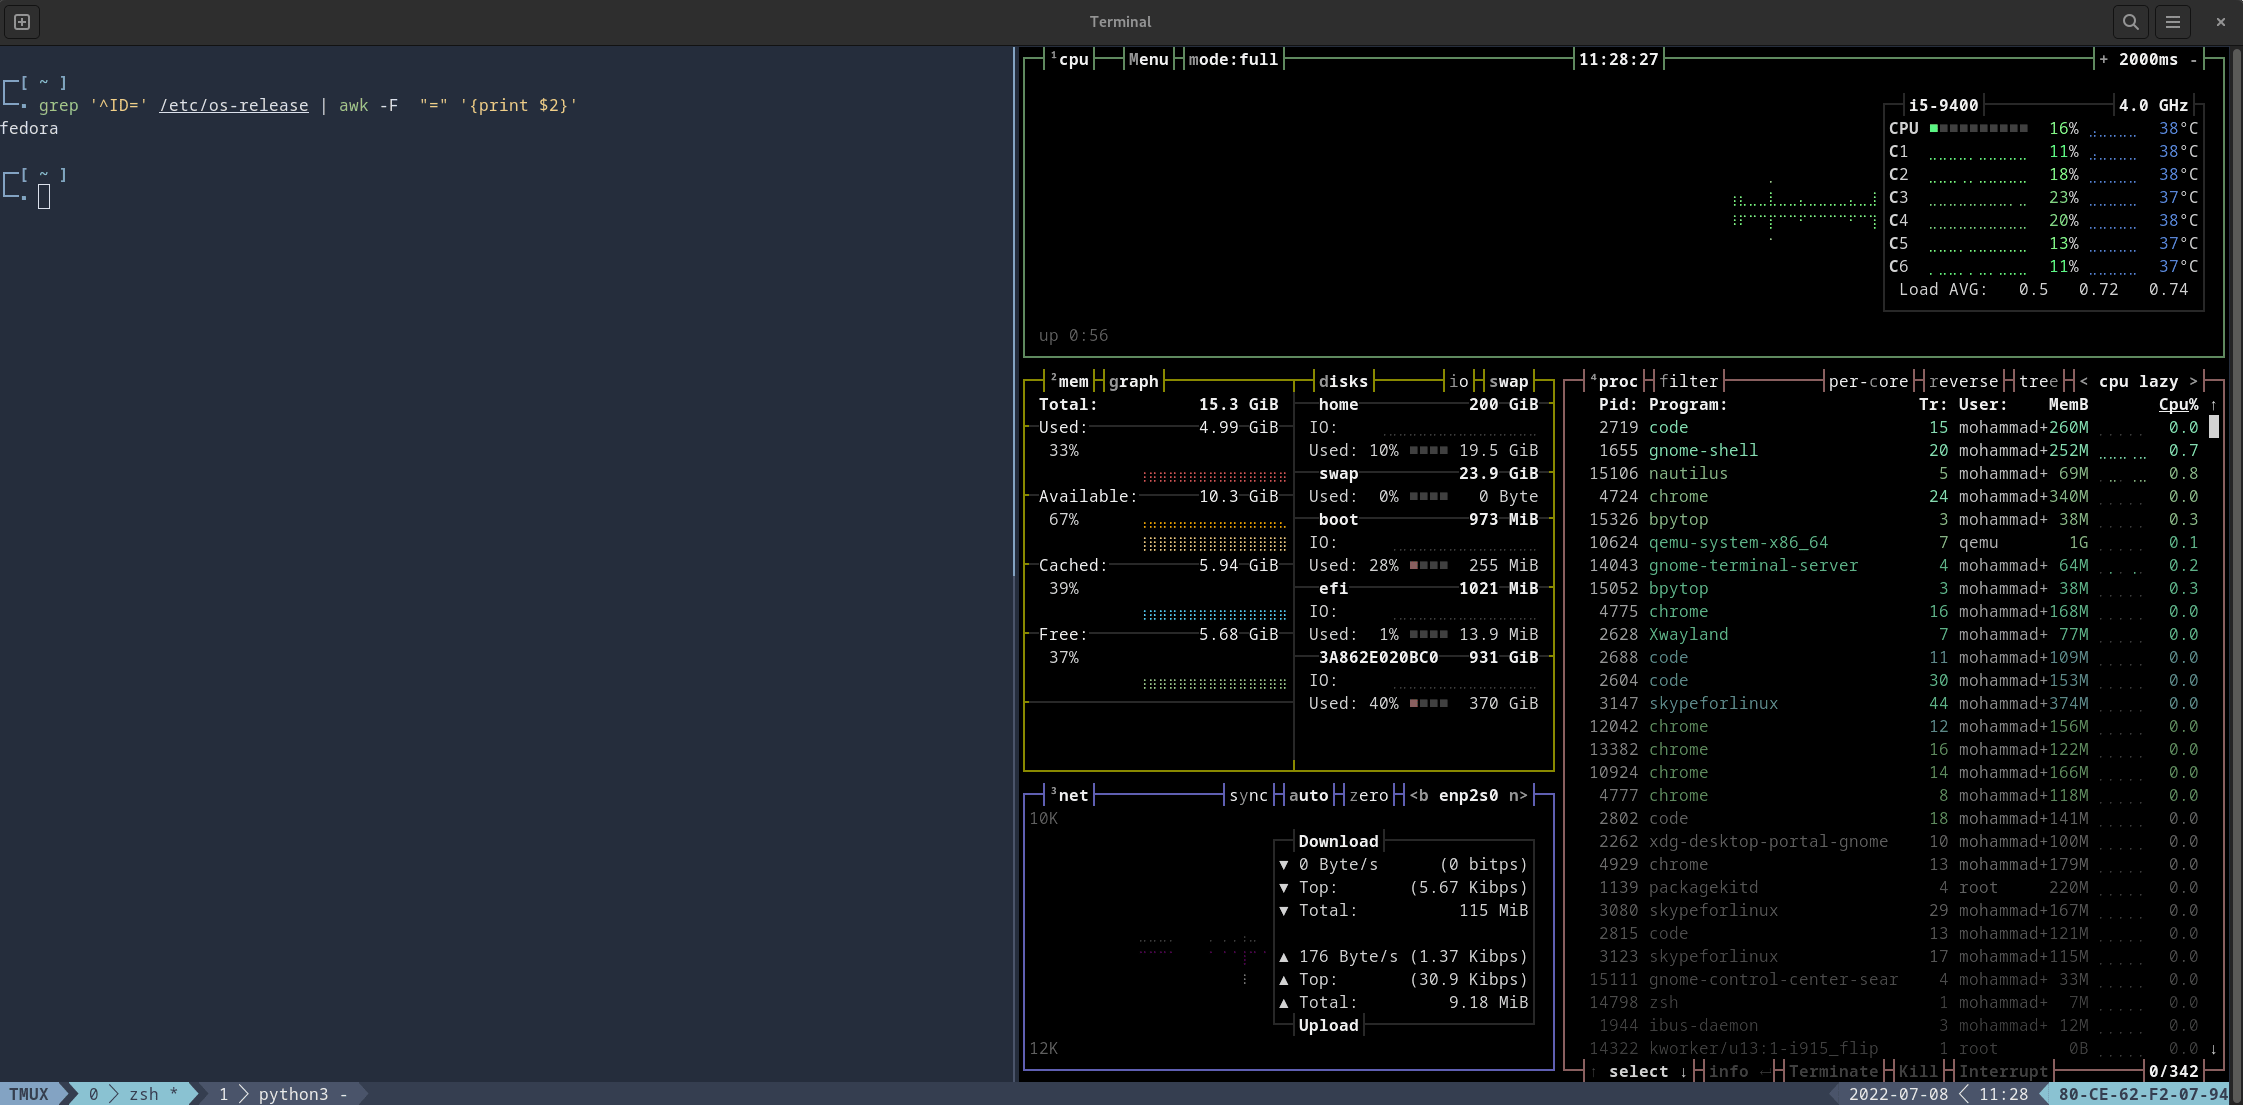 Terminal
[ ~ ]
grep '^ID=' /etc/os-release | awk -F  "=" '{print $2}'
fedora
[ ~ ]
¹cpu Menu mode:full 11:28:27 + 2000ms -
i5-9400 4.0 GHz
CPU 16% 38°C
C1 11% 38°C
C2 18% 38°C
C3 23% 37°C
C4 20% 38°C
C5 13% 37°C
C6 11% 37°C
Load AVG: 0.5 0.72 0.74
up 0:56
²mem graph
Total: 15.3 GiB
Used: 4.99 GiB
33%
Available: 10.3 GiB
67%
Cached: 5.94 GiB
39%
Free: 5.68 GiB
37%
disks io swap
home 200 GiB
IO:
Used: 10% 19.5 GiB
swap 23.9 GiB
Used: 0% 0 Byte
boot 973 MiB
IO:
Used: 28% 255 MiB
efi 1021 MiB
IO:
Used: 1% 13.9 MiB
3A862E020BC0 931 GiB
IO:
Used: 40% 370 GiB
³net sync auto zero <b enp2s0 n>
10K
Download
▼ 0 Byte/s (0 bitps)
▼ Top: (5.67 Kibps)
▼ Total: 115 MiB
▲ 176 Byte/s (1.37 Kibps)
▲ Top: (30.9 Kibps)
▲ Total: 9.18 MiB
Upload
12K
⁴proc filter per-core reverse tree < cpu lazy >
Pid: Program: Tr: User: MemB Cpu% ↑
2719 code 15 mohammad+260M 0.0
1655 gnome-shell 20 mohammad+252M 0.7
15106 nautilus 5 mohammad+ 69M 0.8
4724 chrome 24 mohammad+340M 0.0
15326 bpytop 3 mohammad+ 38M 0.3
10624 qemu-system-x86_64 7 qemu 1G 0.1
14043 gnome-terminal-server 4 mohammad+ 64M 0.2
15052 bpytop 3 mohammad+ 38M 0.3
4775 chrome 16 mohammad+168M 0.0
2628 Xwayland 7 mohammad+ 77M 0.0
2688 code 11 mohammad+109M 0.0
2604 code 30 mohammad+153M 0.0
3147 skypeforlinux 44 mohammad+374M 0.0
12042 chrome 12 mohammad+156M 0.0
13382 chrome 16 mohammad+122M 0.0
10924 chrome 14 mohammad+166M 0.0
4777 chrome 8 mohammad+118M 0.0
2802 code 18 mohammad+141M 0.0
2262 xdg-desktop-portal-gnome 10 mohammad+100M 0.0
4929 chrome 13 mohammad+179M 0.0
1139 packagekitd 4 root 220M 0.0
3080 skypeforlinux 29 mohammad+167M 0.0
2815 code 13 mohammad+121M 0.0
3123 skypeforlinux 17 mohammad+115M 0.0
15111 gnome-control-center-sear 4 mohammad+ 33M 0.0
14798 zsh 1 mohammad+ 7M 0.0
1944 ibus-daemon 3 mohammad+ 12M 0.0
14322 kworker/u13:1-i915_flip 1 root 0B 0.0 ↓
↑ select ↓ info ↵ Terminate Kill Interrupt 0/342
TMUX 0 zsh * 1 python3 - 2022-07-08 11:28 80-CE-62-F2-07-94